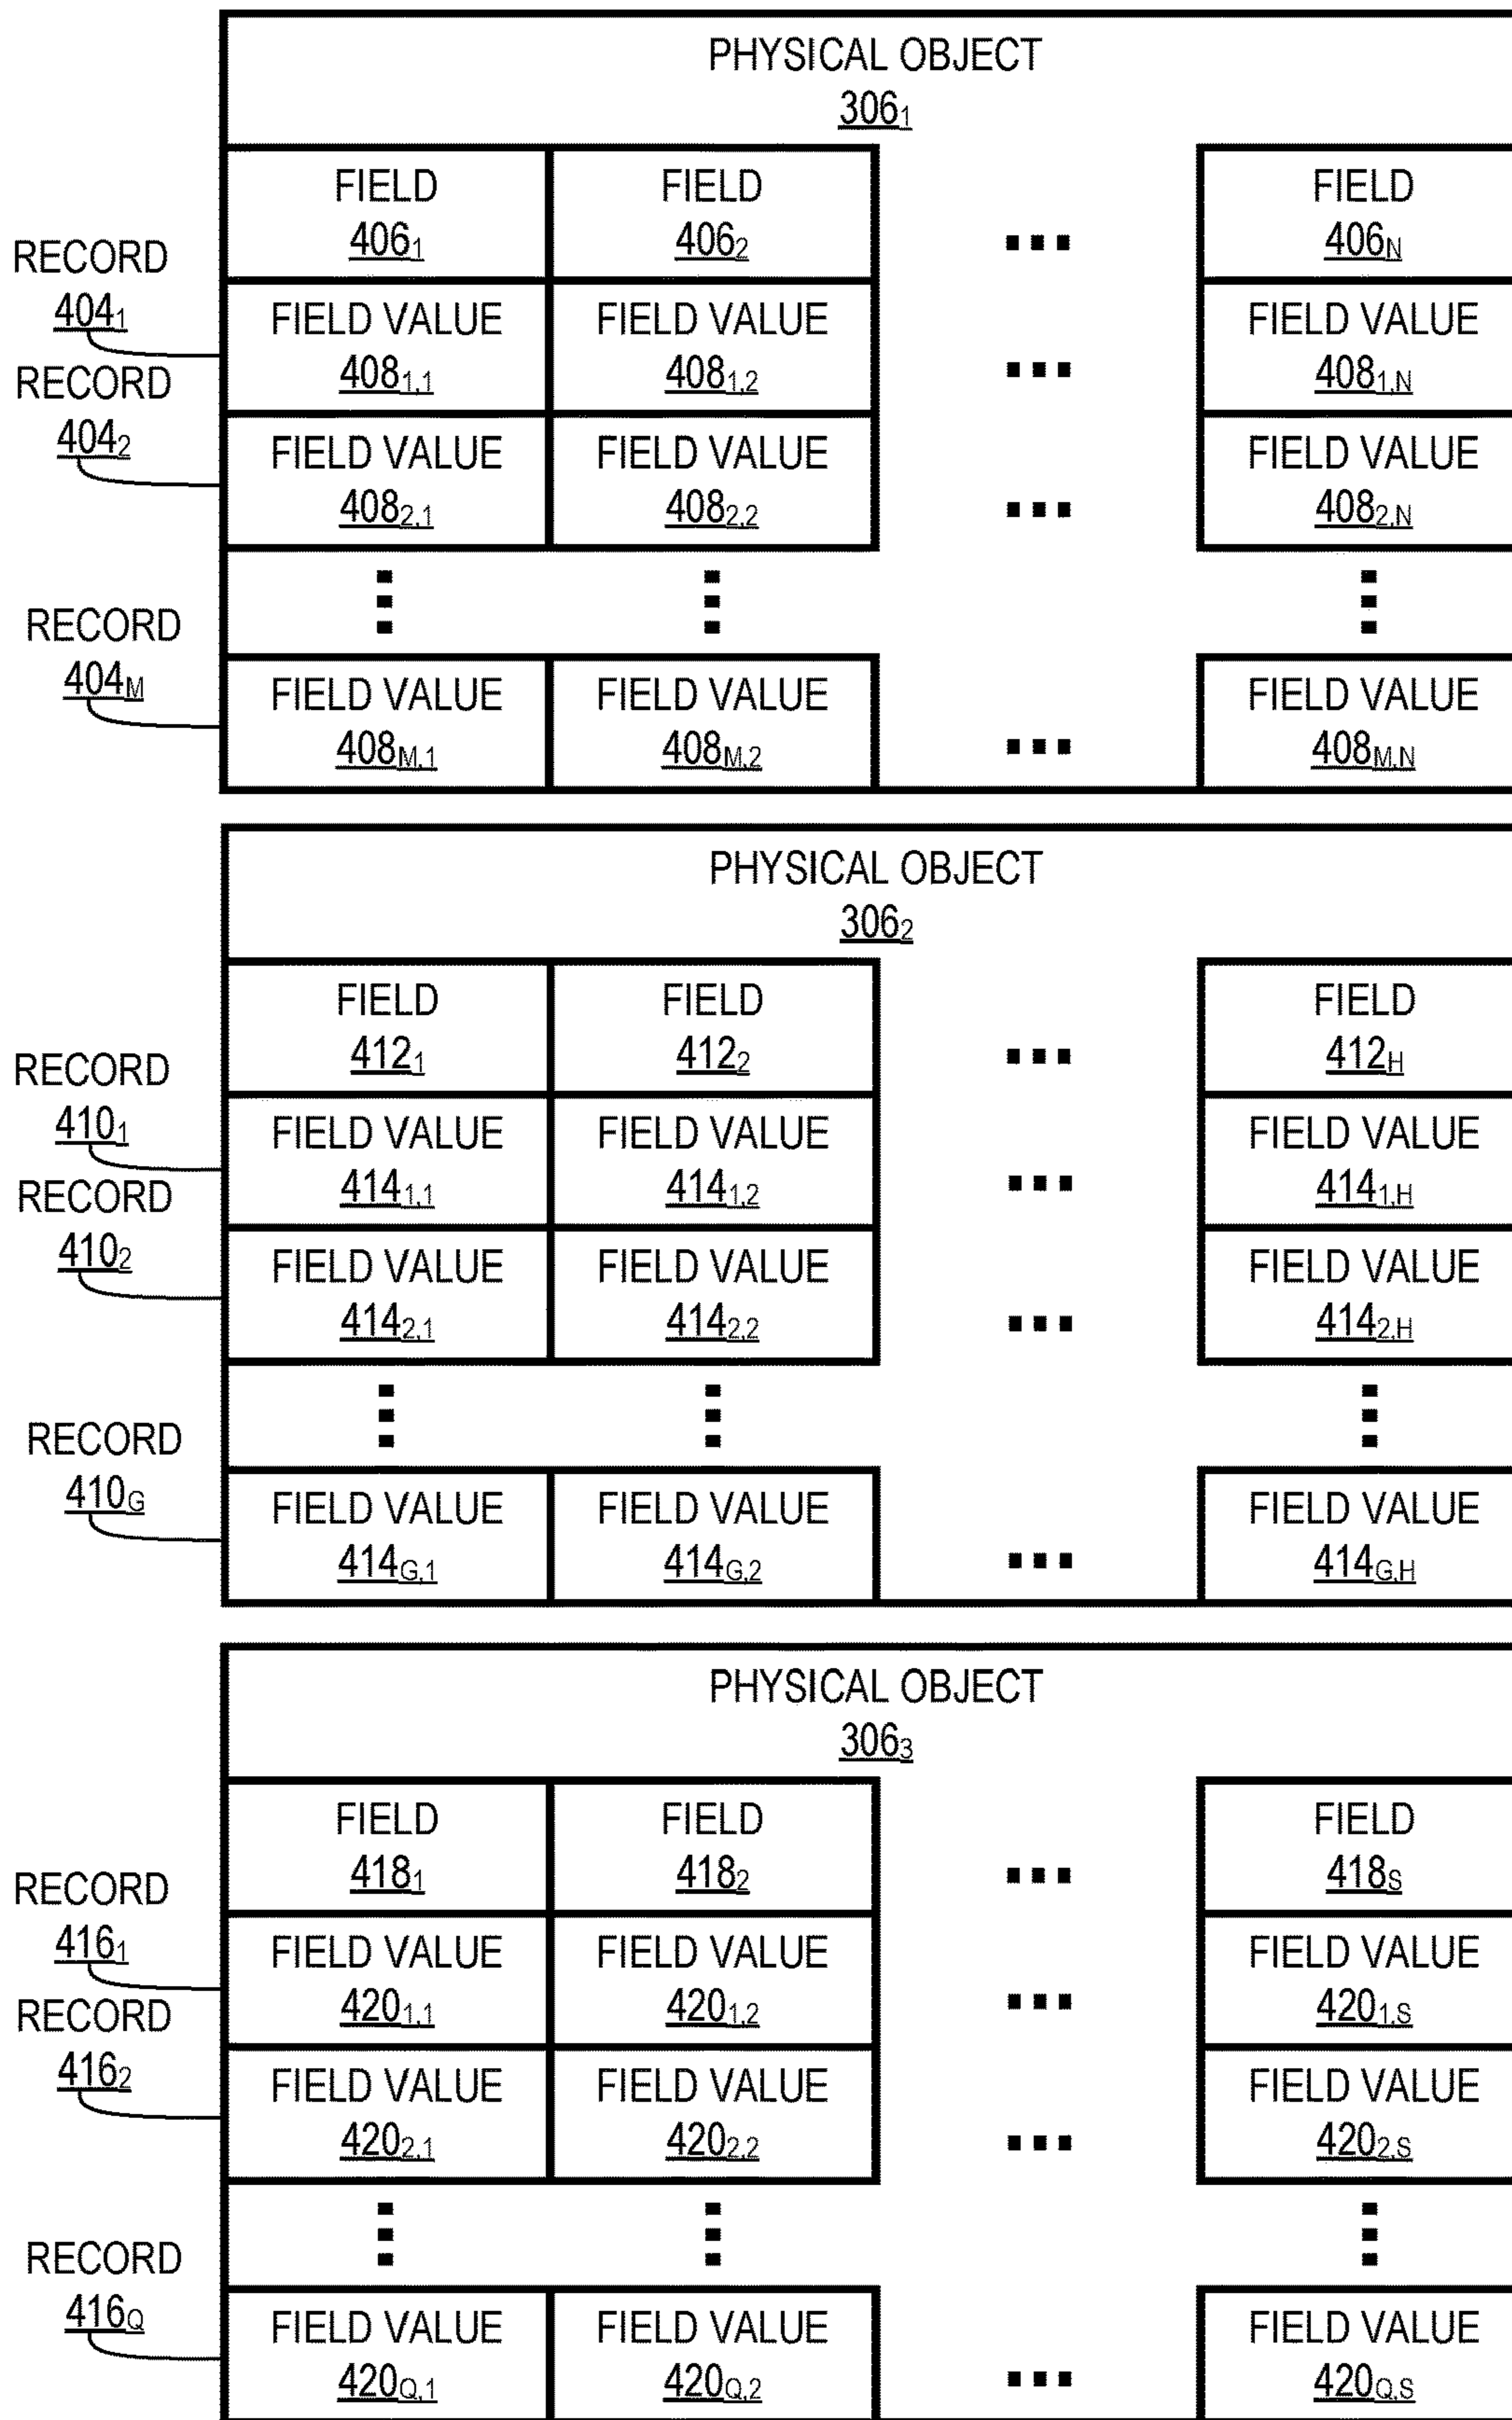 PHYSICAL OBJECT
306₁
FIELD FIELD FIELD
406₁ 406₂ ... 406N
RECORD
404₁
FIELD VALUE FIELD VALUE FIELD VALUE
408₁,₁ 408₁,₂ ... 408₁,N
RECORD
404₂
FIELD VALUE FIELD VALUE FIELD VALUE
408₂,₁ 408₂,₂ ... 408₂,N
RECORD
404M
FIELD VALUE FIELD VALUE FIELD VALUE
408M,₁ 408M,₂ ... 408M,N
PHYSICAL OBJECT
306₂
FIELD FIELD FIELD
412₁ 412₂ ... 412H
RECORD
410₁
FIELD VALUE FIELD VALUE FIELD VALUE
414₁,₁ 414₁,₂ ... 414₁,H
RECORD
410₂
FIELD VALUE FIELD VALUE FIELD VALUE
414₂,₁ 414₂,₂ ... 414₂,H
RECORD
410G
FIELD VALUE FIELD VALUE FIELD VALUE
414G,₁ 414G,₂ ... 414G,H
PHYSICAL OBJECT
306₃
FIELD FIELD FIELD
418₁ 418₂ ... 418S
RECORD
416₁
FIELD VALUE FIELD VALUE FIELD VALUE
420₁,₁ 420₁,₂ ... 420₁,S
RECORD
416₂
FIELD VALUE FIELD VALUE FIELD VALUE
420₂,₁ 420₂,₂ ... 420₂,S
RECORD
416Q
FIELD VALUE FIELD VALUE FIELD VALUE
420Q,₁ 420Q,₂ ... 420Q,S